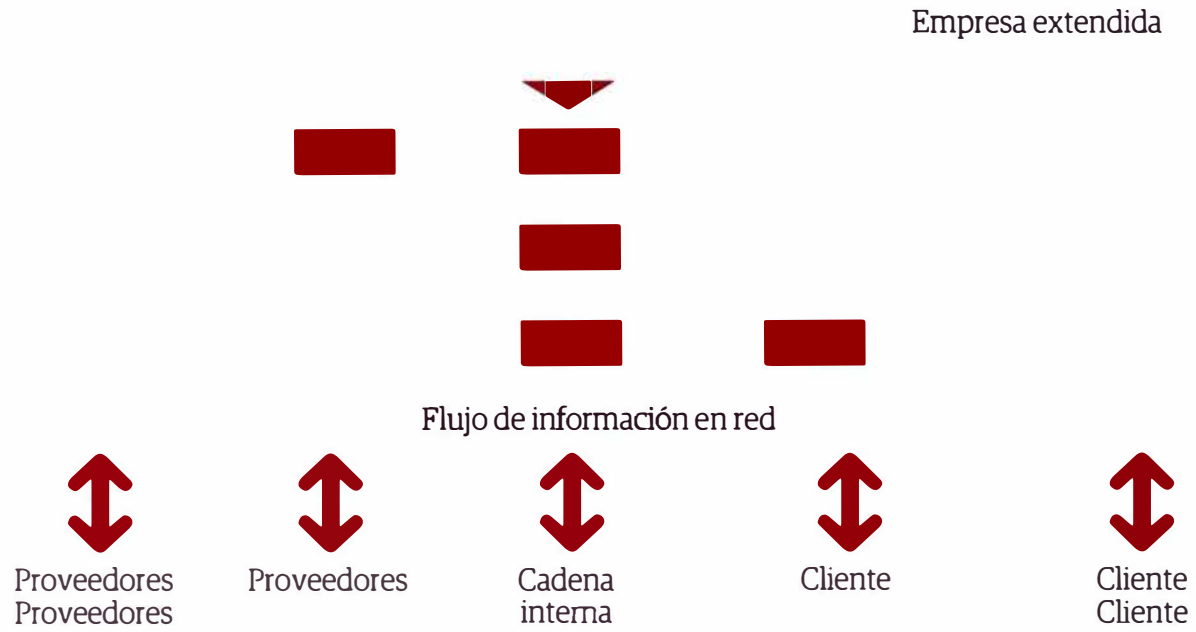 Empresa extendida
Flujo de información en red
Proveedores
Proveedores
Proveedores
Cadena
interna
Cliente
Cliente
Cliente